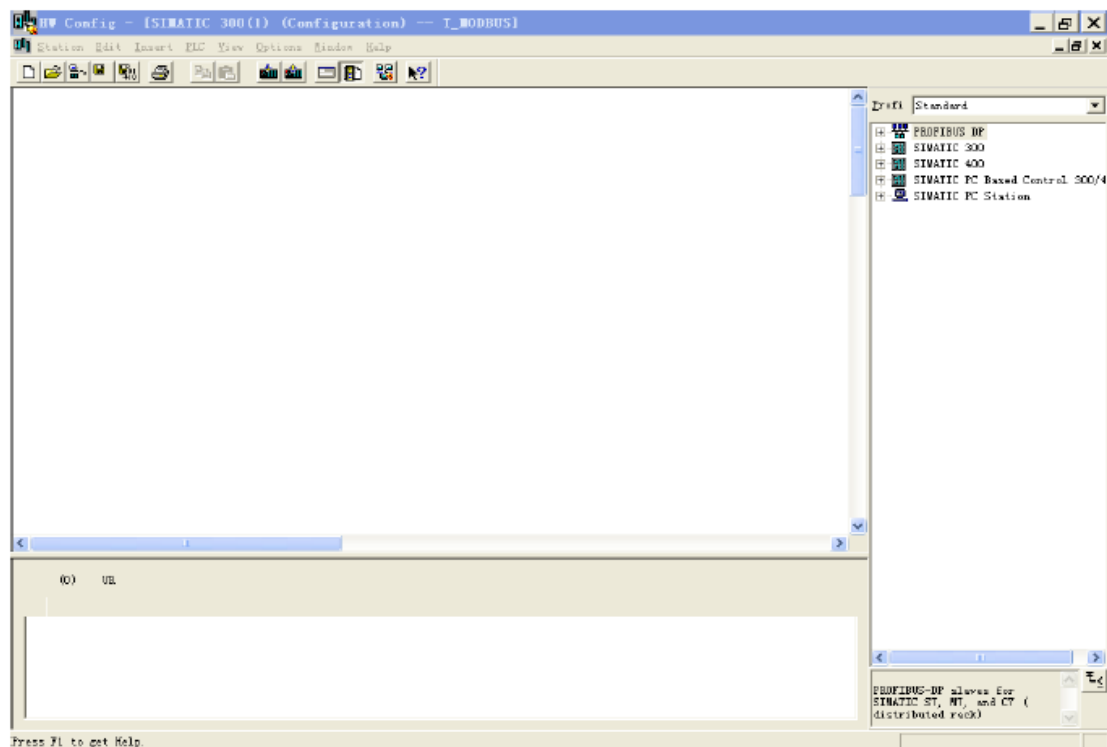 HW Config - [SIMATIC 300(1) (Configuration) -- T_MODBUS]
Station Edit Insert PLC View Options Window Help
Profi Standard
PROFIBUS DP
SIMATIC 300
SIMATIC 400
SIMATIC PC Based Control 300/4
SIMATIC PC Station
(0) UR
PROFIBUS-DP slaves for
SIMATIC S7, M7, and C7 (
distributed rack)
Press F1 to get Help.